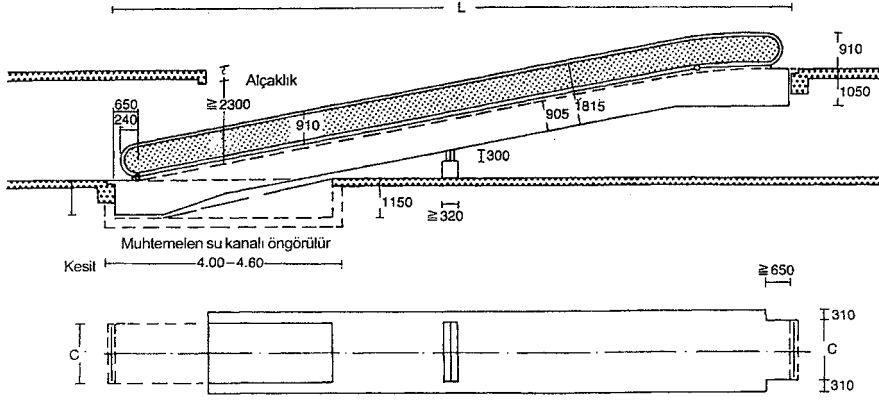 L
910
Alçaklık
650
≧2300
1815
1050
240
910
905
300
1150
≧320
Muhtemelen su kanalı öngörülür
Kesit
4.00–4.60
≧650
310
C
C
310